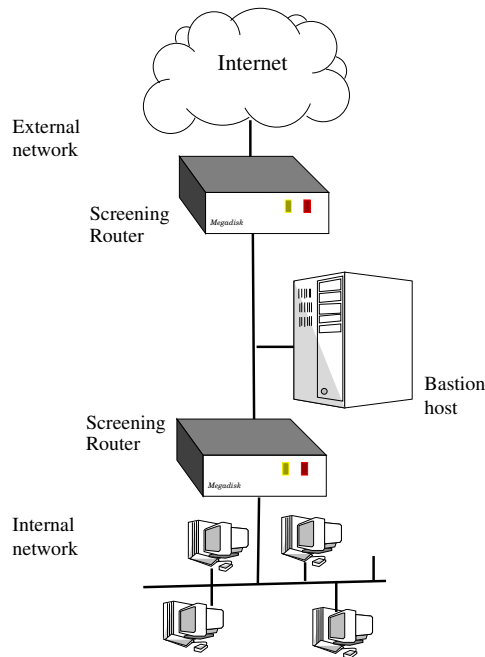 Internet
External
network
Screening
Router
Megadisk
Bastion
host
Screening
Router
Megadisk
Internal
network